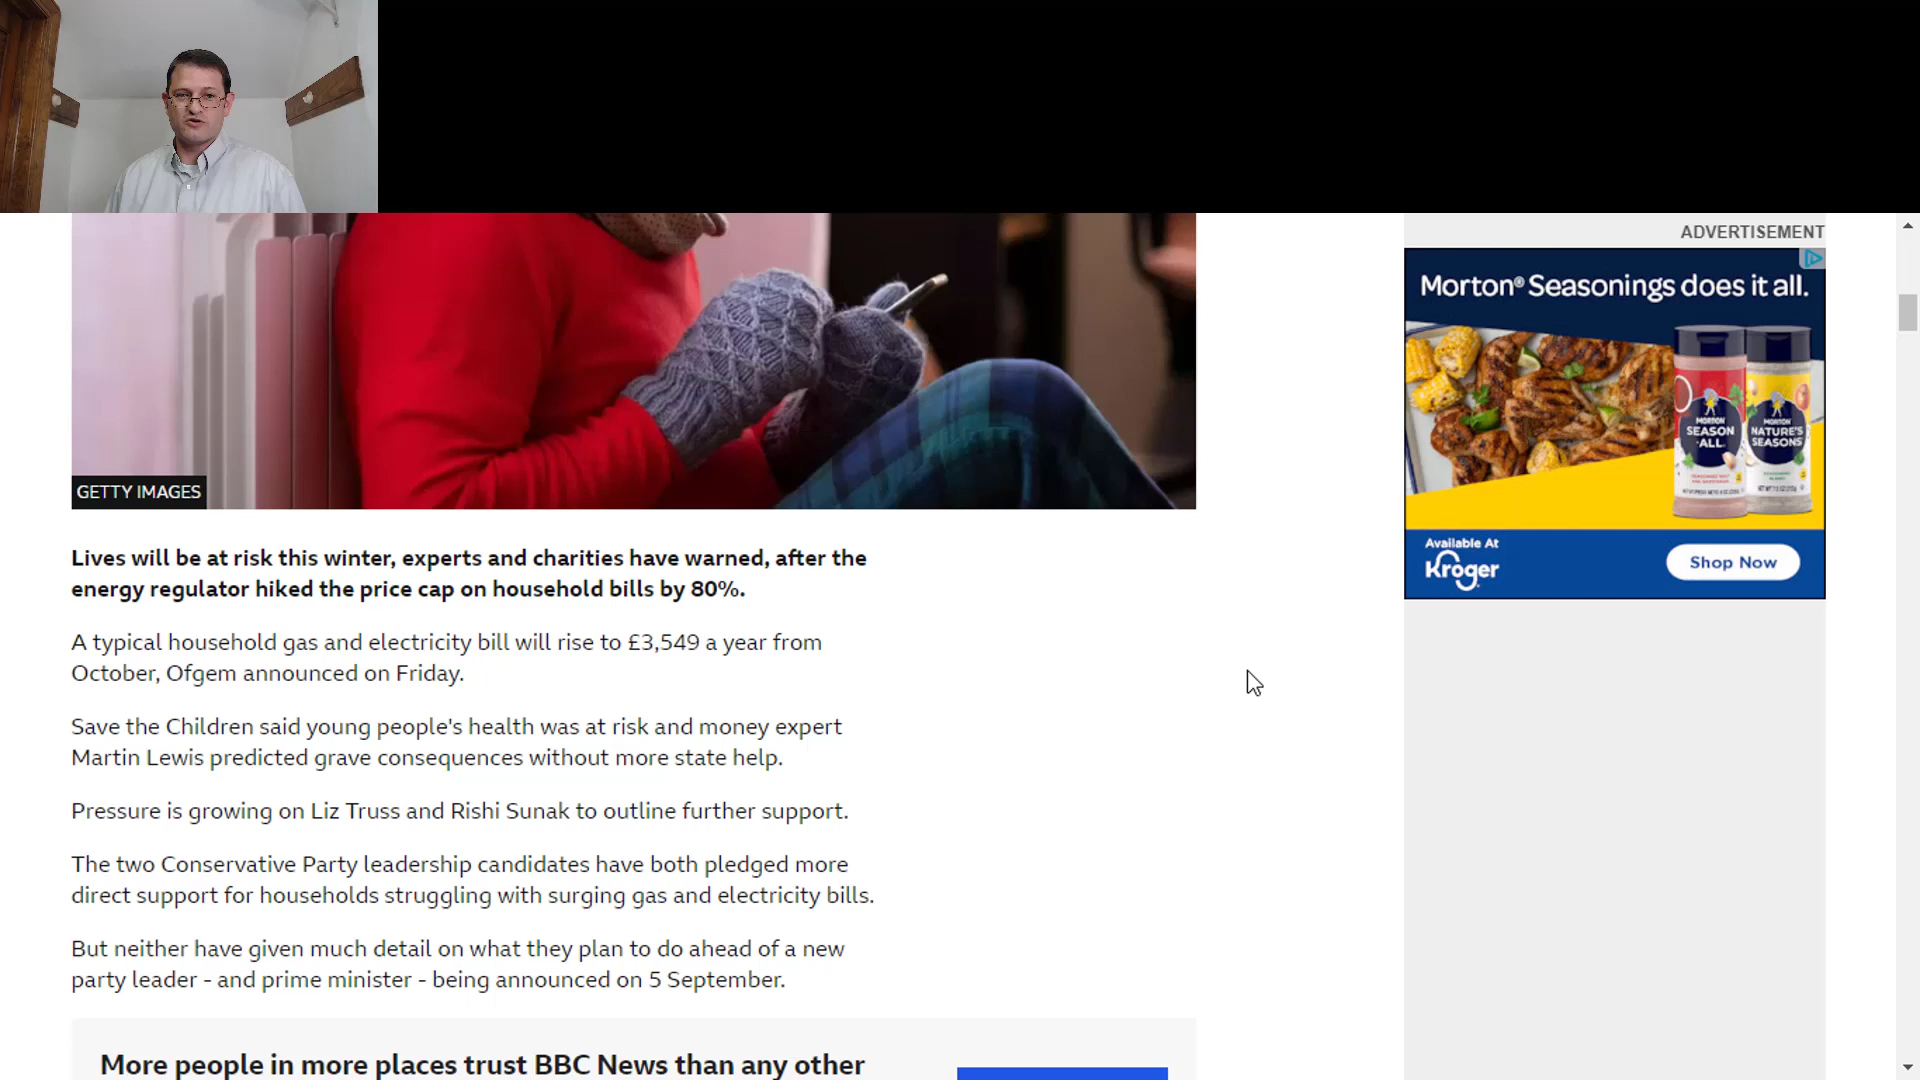 ADVERTISEMENT
Morton® Seasonings does it all.
MORTON
SEASON
·ALL·
MORTON
NATURE'S
SEASONS
Available At
Kroger
Shop Now
GETTY IMAGES
Lives will be at risk this winter, experts and charities have warned, after the
energy regulator hiked the price cap on household bills by 80%.
A typical household gas and electricity bill will rise to £3,549 a year from
October, Ofgem announced on Friday.
Save the Children said young people's health was at risk and money expert
Martin Lewis predicted grave consequences without more state help.
Pressure is growing on Liz Truss and Rishi Sunak to outline further support.
The two Conservative Party leadership candidates have both pledged more
direct support for households struggling with surging gas and electricity bills.
But neither have given much detail on what they plan to do ahead of a new
party leader - and prime minister - being announced on 5 September.
More people in more places trust BBC News than any other